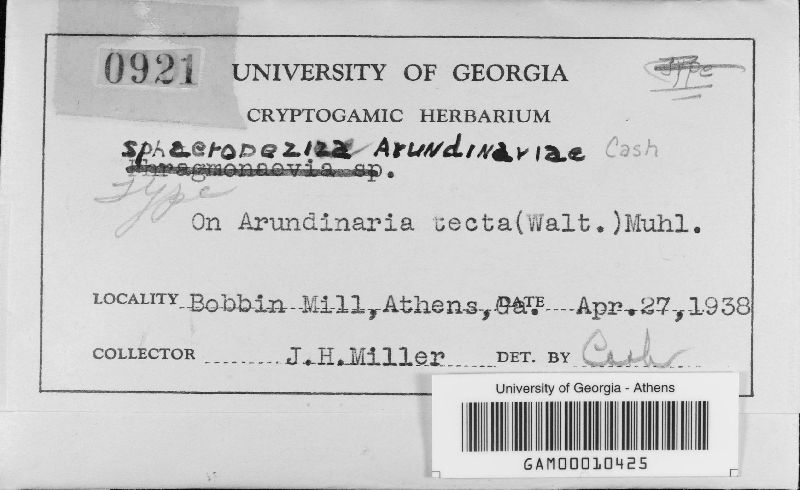 0921
UNIVERSITY OF GEORGIA
Type
CRYPTOGAMIC HERBARIUM
Sphaeropezizza Arundinariae Cash
Phragmonaevia sp.
Type
On Arundinaria tecta(Walt.)Muhl.
LOCALITY Bobbin Mill, Athens, Ga. DATE Apr.27,1938
COLLECTOR J.H.Miller DET. BY Cash
University of Georgia - Athens
GAM00010425